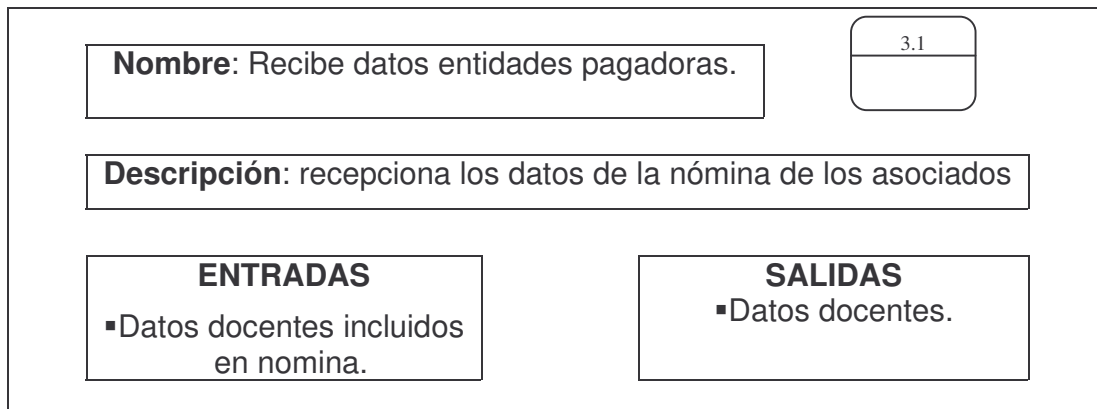 3.1
Nombre: Recibe datos entidades pagadoras.
Descripción: recepciona los datos de la nómina de los asociados
ENTRADAS
▪Datos docentes incluidos
en nomina.
SALIDAS
▪Datos docentes.